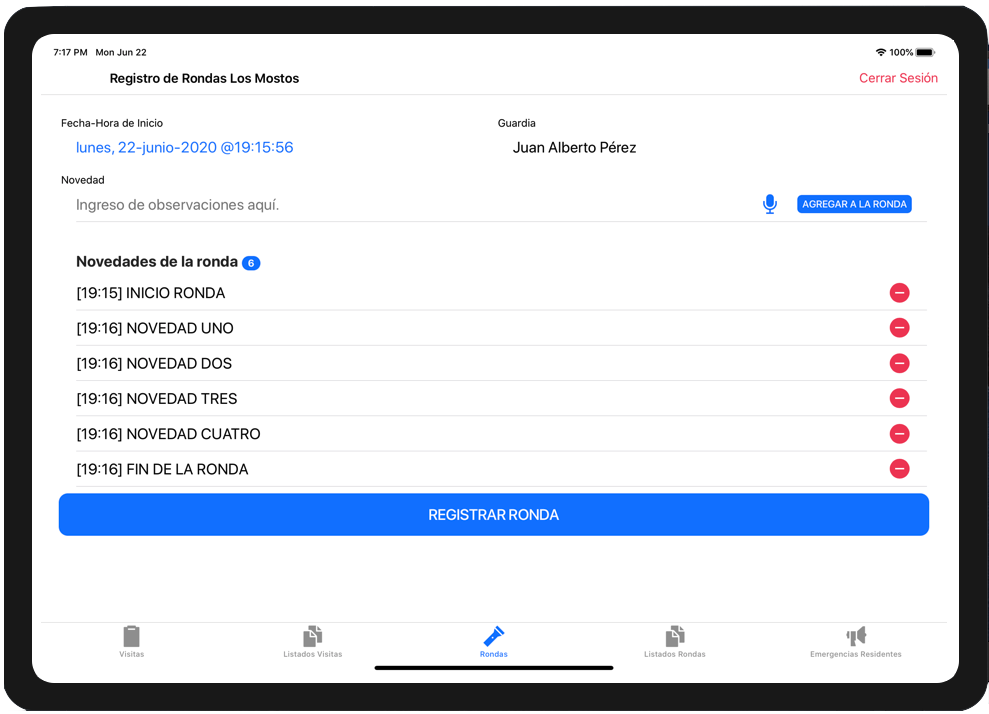 7:17 PM Mon Jun 22 100%
Registro de Rondas Los Mostos Cerrar Sesión
Fecha-Hora de Inicio Guardia
lunes, 22-junio-2020 @19:15:56 Juan Alberto Pérez
Novedad
Ingreso de observaciones aquí. AGREGAR A LA RONDA
Novedades de la ronda 6
[19:15] INICIO RONDA
[19:16] NOVEDAD UNO
[19:16] NOVEDAD DOS
[19:16] NOVEDAD TRES
[19:16] NOVEDAD CUATRO
[19:16] FIN DE LA RONDA
REGISTRAR RONDA
Visitas Listados Visitas Rondas Listados Rondas Emergencias Residentes